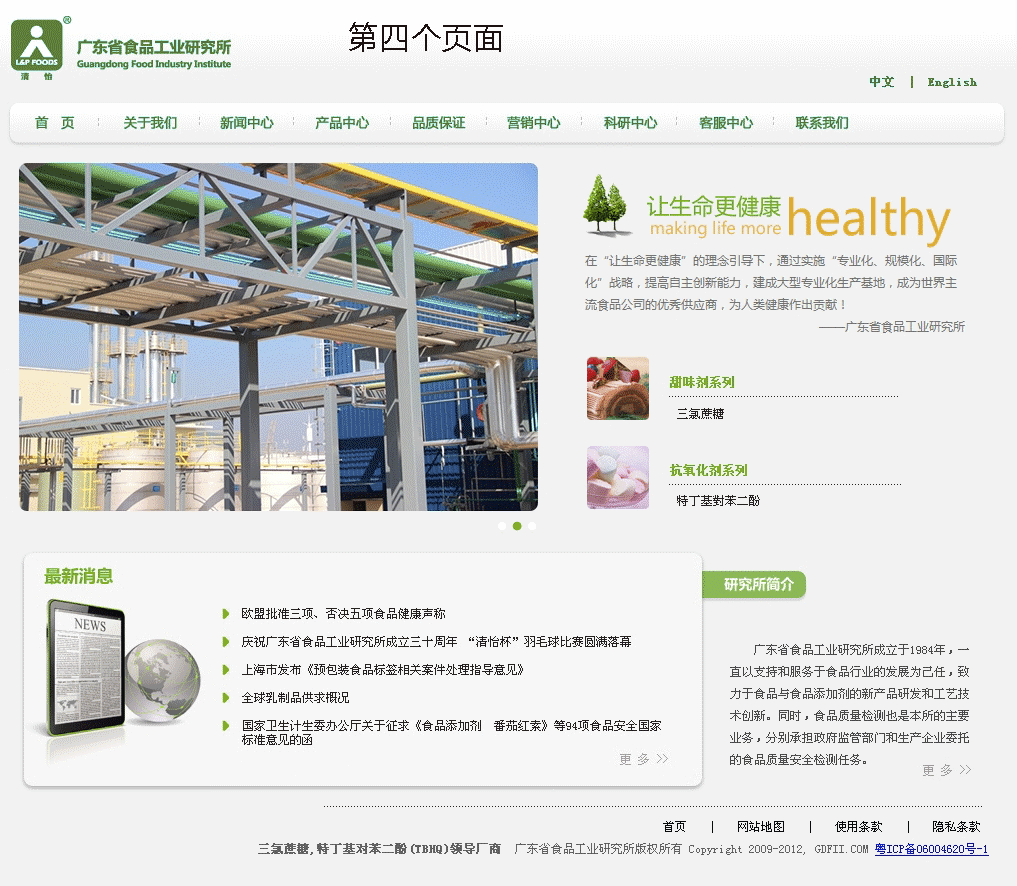 L&P FOODS
®
清 怡
广东省食品工业研究所
Guangdong Food Industry Institute
第四个页面
中文 | English
首 页 关于我们 新闻中心 产品中心 品质保证 营销中心 科研中心 客服中心 联系我们
让生命更健康
making life more healthy
在“让生命更健康”的理念引导下，通过实施“专业化、规模化、国际
化”战略，提高自主创新能力，建成大型专业化生产基地，成为世界主
流食品公司的优秀供应商，为人类健康作出贡献！
——广东省食品工业研究所
甜味剂系列
三氯蔗糖
抗氧化剂系列
特丁基對苯二酚
最新消息
NEWS
欧盟批准三项、否决五项食品健康声称
庆祝广东省食品工业研究所成立三十周年 “清怡杯”羽毛球比赛圆满落幕
上海市发布《预包装食品标签相关案件处理指导意见》
全球乳制品供求概况
国家卫生计生委办公厅关于征求《食品添加剂 番茄红素》等94项食品安全国家
标准意见的函
更 多 >>
研究所简介
广东省食品工业研究所成立于1984年，一
直以支持和服务于食品行业的发展为己任，致
力于食品与食品添加剂的新产品研发和工艺技
术创新。同时，食品质量检测也是本所的主要
业务，分别承担政府监管部门和生产企业委托
的食品质量安全检测任务。
更 多 >>
首页 | 网站地图 | 使用条款 | 隐私条款
三氯蔗糖,特丁基对苯二酚(TBHQ)领导厂商 广东省食品工业研究所版权所有 Copyright 2009-2012, GDFII.COM 粤ICP备06004620号-1